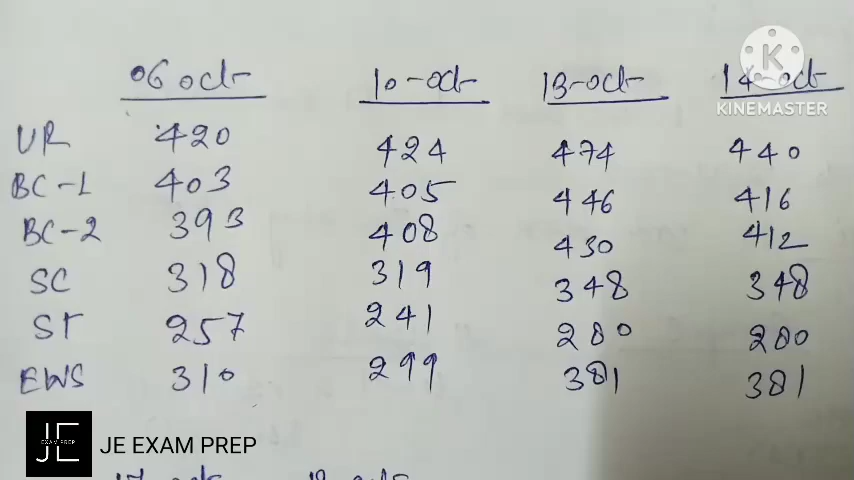 06 oct 10-oct 13-oct 14-oct
K
KINEMASTER
UR 420 424 474 440
BC-1 403 405 446 416
BC-2 393 408 430 412
SC 318 319 348 348
ST 257 241 280 280
EWS 310 299 381 381
JE EXAM PREP
EXAM PREP